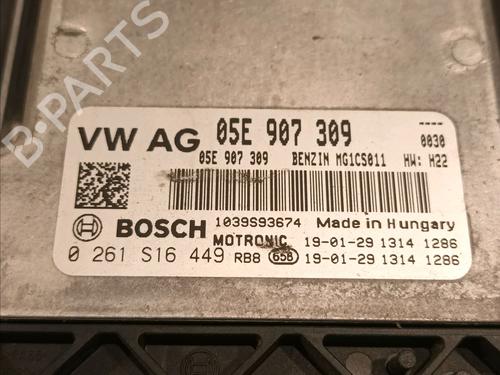 B-PARTS
VW AG 05E 907 309 ----
0030
05E 907 309 BENZIN MG1CS011 HW: H22
BOSCH 1039S93674 Made in Hungary
MOTRONIC 19-01-29 1314 1286
0 261 S16 449 RB8 658 19-01-29 1314 1286
BOSCH